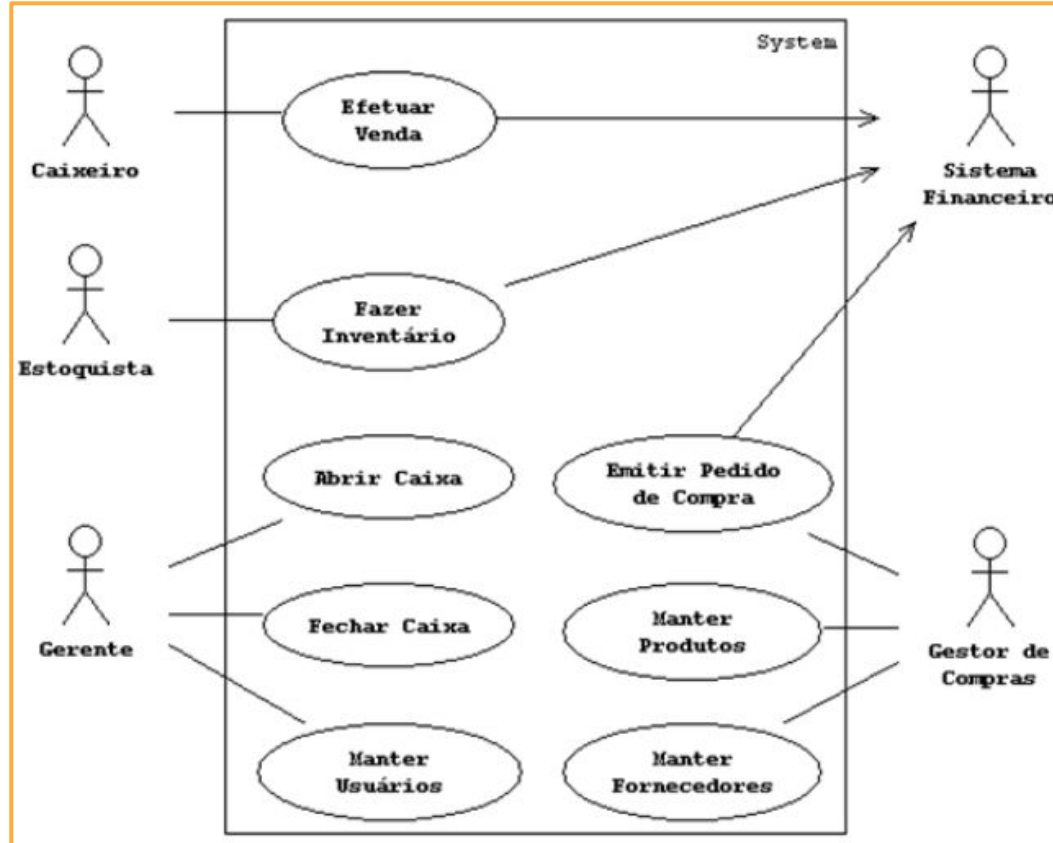 System
Efetuar
Venda
Caixeiro
Sistema
Financeiro
Fazer
Inventário
Estoquista
Abrir Caixa
Emitir Pedido
de Compra
Gerente
Fechar Caixa
Manter
Produtos
Gestor de
Compras
Manter
Usuários
Manter
Fornecedores